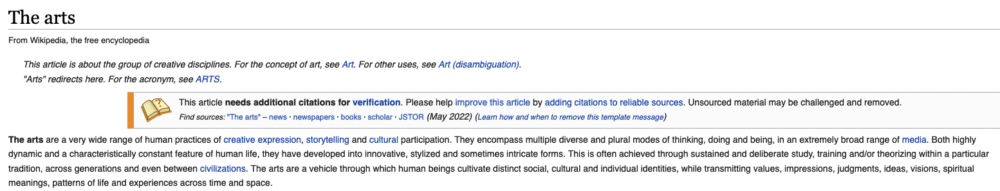 The arts
From Wikipedia, the free encyclopedia
This article is about the group of creative disciplines. For the concept of art, see Art. For other uses, see Art (disambiguation).
"Arts" redirects here. For the acronym, see ARTS.
This article needs additional citations for verification. Please help improve this article by adding citations to reliable sources. Unsourced material may be challenged and removed.
Find sources: "The arts" – news · newspapers · books · scholar · JSTOR (May 2022) (Learn how and when to remove this template message)
The arts are a very wide range of human practices of creative expression, storytelling and cultural participation. They encompass multiple diverse and plural modes of thinking, doing and being, in an extremely broad range of media. Both highly
dynamic and a characteristically constant feature of human life, they have developed into innovative, stylized and sometimes intricate forms. This is often achieved through sustained and deliberate study, training and/or theorizing within a particular
tradition, across generations and even between civilizations. The arts are a vehicle through which human beings cultivate distinct social, cultural and individual identities, while transmitting values, impressions, judgments, ideas, visions, spiritual
meanings, patterns of life and experiences across time and space.